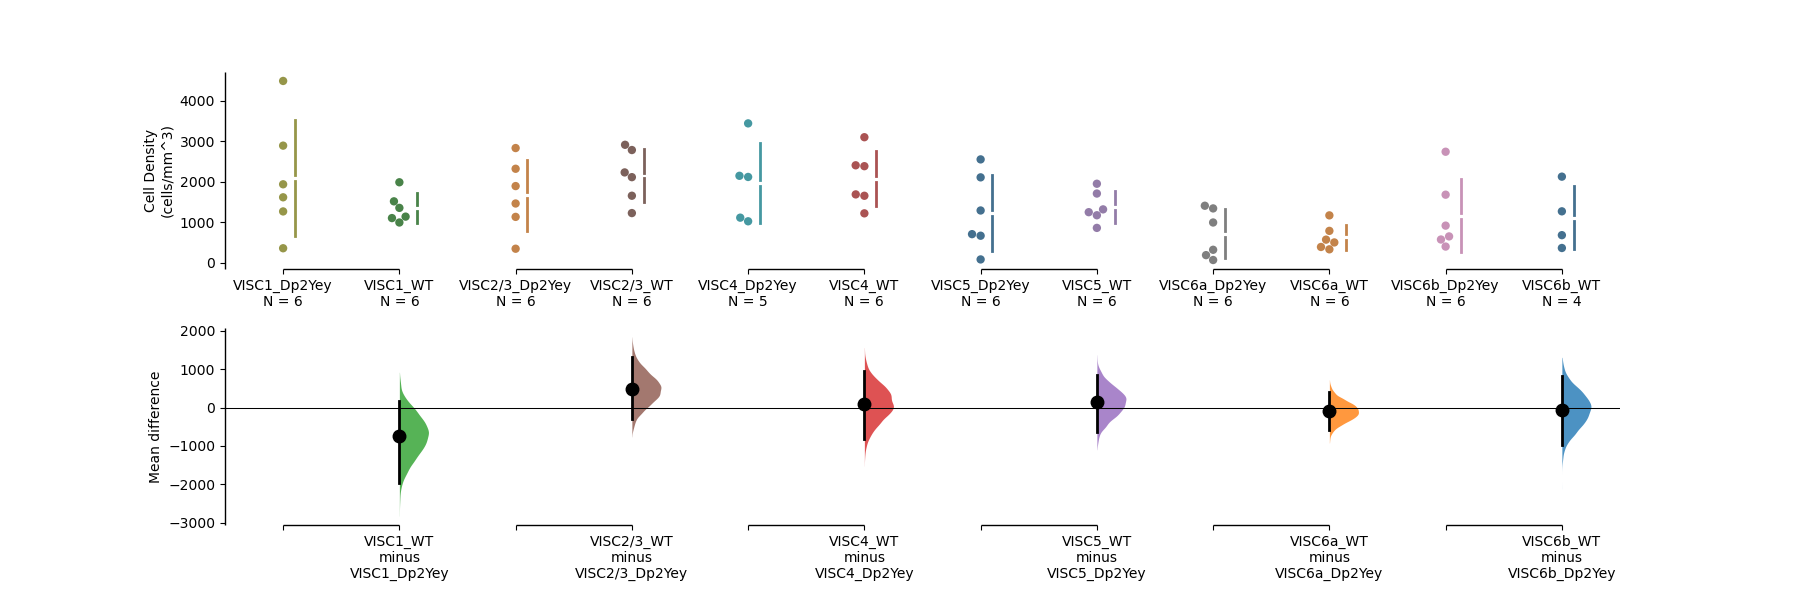 4000
3000
2000
1000
0
Cell Density
(cells/mm^3)
VISC1_Dp2Yey
N = 6
VISC1_WT
N = 6
VISC2/3_Dp2Yey
N = 6
VISC2/3_WT
N = 6
VISC4_Dp2Yey
N = 5
VISC4_WT
N = 6
VISC5_Dp2Yey
N = 6
VISC5_WT
N = 6
VISC6a_Dp2Yey
N = 6
VISC6a_WT
N = 6
VISC6b_Dp2Yey
N = 6
VISC6b_WT
N = 4
2000
1000
0
−1000
−2000
−3000
Mean difference
VISC1_WT
minus
VISC1_Dp2Yey
VISC2/3_WT
minus
VISC2/3_Dp2Yey
VISC4_WT
minus
VISC4_Dp2Yey
VISC5_WT
minus
VISC5_Dp2Yey
VISC6a_WT
minus
VISC6a_Dp2Yey
VISC6b_WT
minus
VISC6b_Dp2Yey